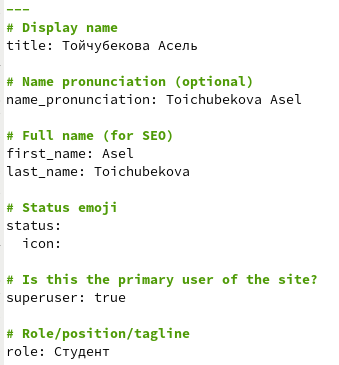 ---
# Display name
title: Тойчубекова Асель

# Name pronunciation (optional)
name_pronunciation: Toichubekova Asel

# Full name (for SEO)
first_name: Asel
last_name: Toichubekova

# Status emoji
status:
  icon:

# Is this the primary user of the site?
superuser: true

# Role/position/tagline
role: Студент